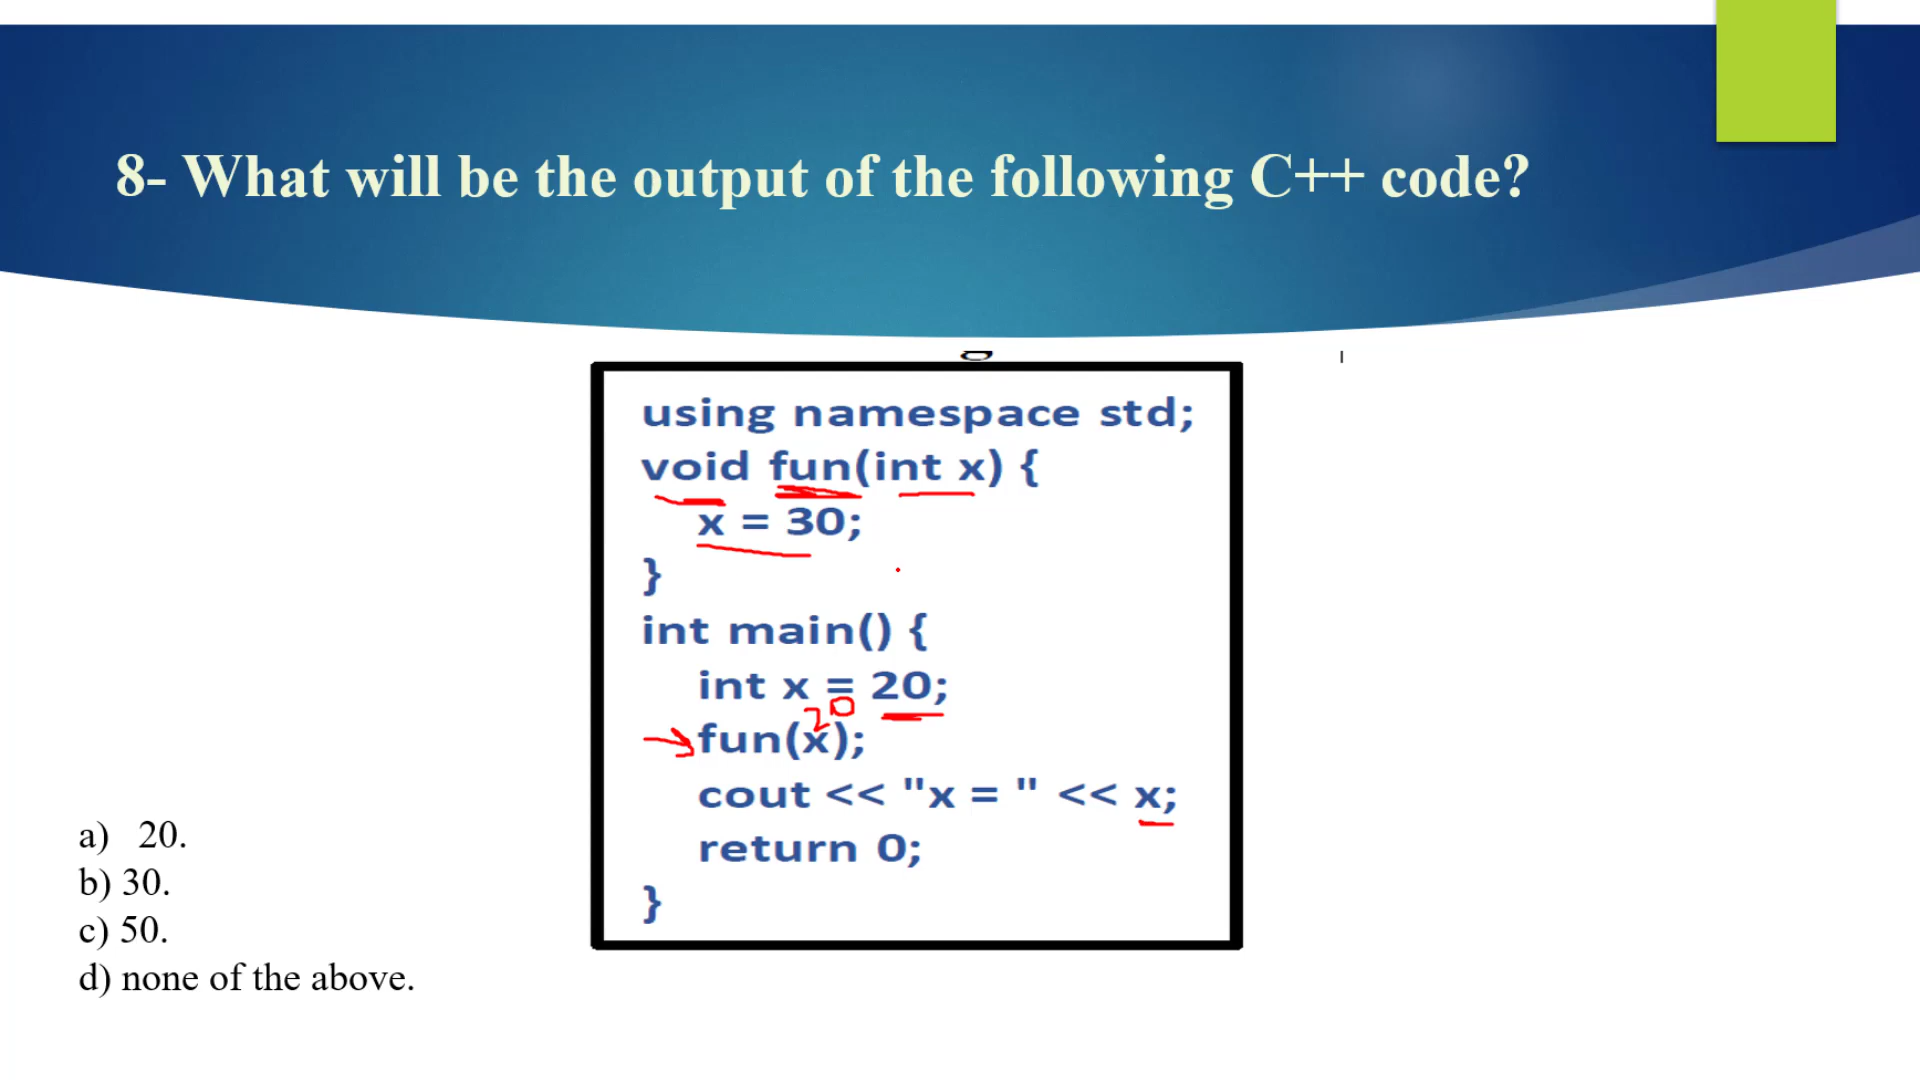 8- What will be the output of the following C++ code?
using namespace std;
void fun(int x) {
x = 30;
}
int main() {
int x = 20;
20
fun(x);
cout << "x = " << x;
return 0;
}
a) 20.
b) 30.
c) 50.
d) none of the above.